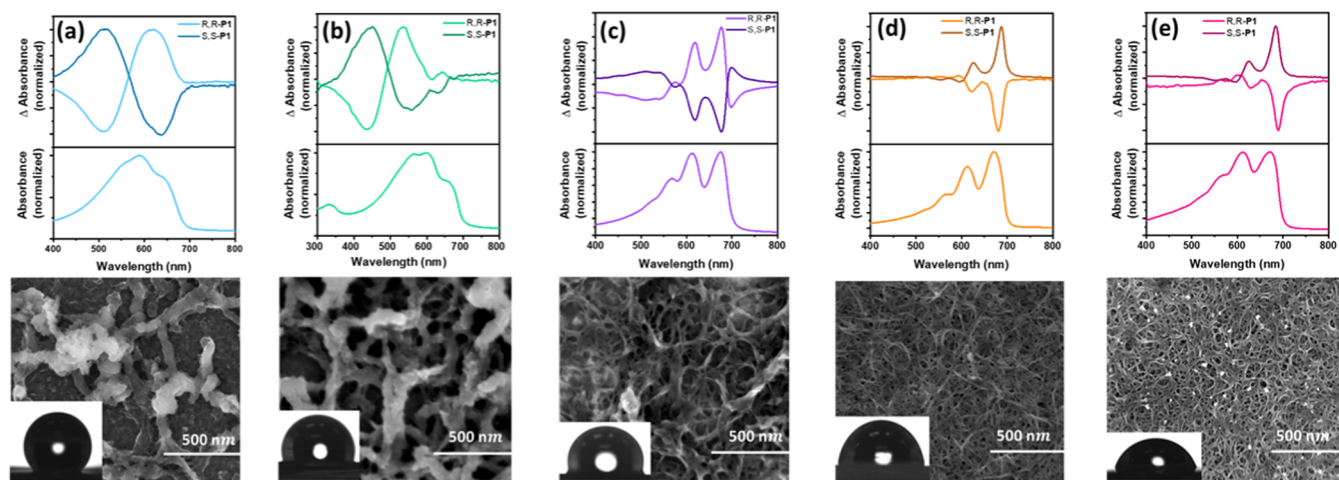 (a)
R,R-P1
S,S-P1
Δ Absorbance
(normalized)
Absorbance
(normalized)
400 500 600 700 800
Wavelength (nm)
500 nm
(b)
R,R-P1
S,S-P1
Δ Absorbance
(normalized)
Absorbance
(normalized)
300 400 500 600 700 800
Wavelength (nm)
500 nm
(c)
R,R-P1
S,S-P1
Δ Absorbance
(normalized)
Absorbance
(normalized)
400 500 600 700 800
Wavelength (nm)
500 nm
(d)
R,R-P1
S,S-P1
Δ Absorbance
(normalized)
Absorbance
(normalized)
400 500 600 700 800
Wavelength (nm)
500 nm
(e)
R,R-P1
S,S-P1
Δ Absorbance
(normalized)
Absorbance
(normalized)
400 500 600 700 800
Wavelength (nm)
500 nm